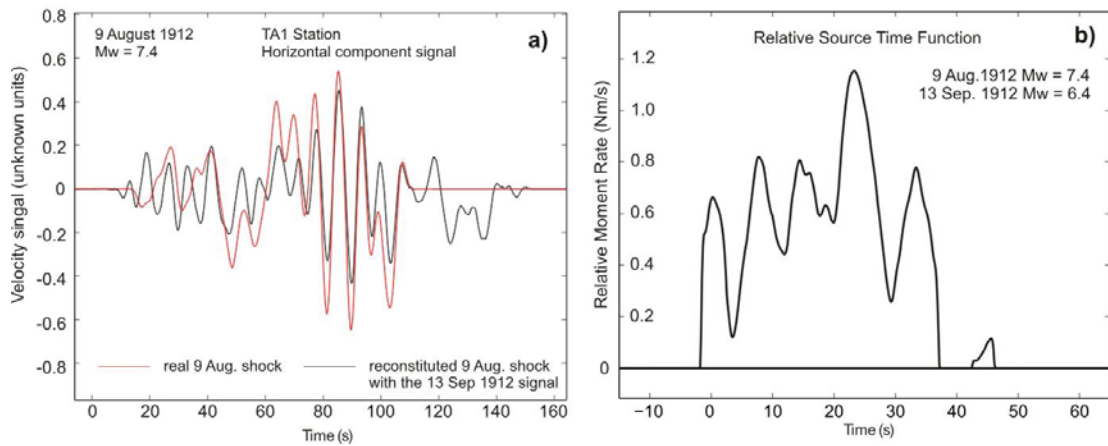 9 August 1912
Mw = 7.4
TA1 Station
Horizontal component signal
a)
Velocity singal (unknown units)
0.8
0.6
0.4
0.2
0
-0.2
-0.4
-0.6
-0.8
real 9 Aug. shock
reconstituted 9 Aug. shock
with the 13 Sep 1912 signal
0 20 40 60 80 100 120 140 160
Time (s)
b)
Relative Source Time Function
9 Aug.1912 Mw = 7.4
13 Sep. 1912 Mw = 6.4
Relative Moment Rate (Nm/s)
1.2
1.0
0.8
0.6
0.4
0.2
0
−10 0 10 20 30 40 50 60
Time (s)